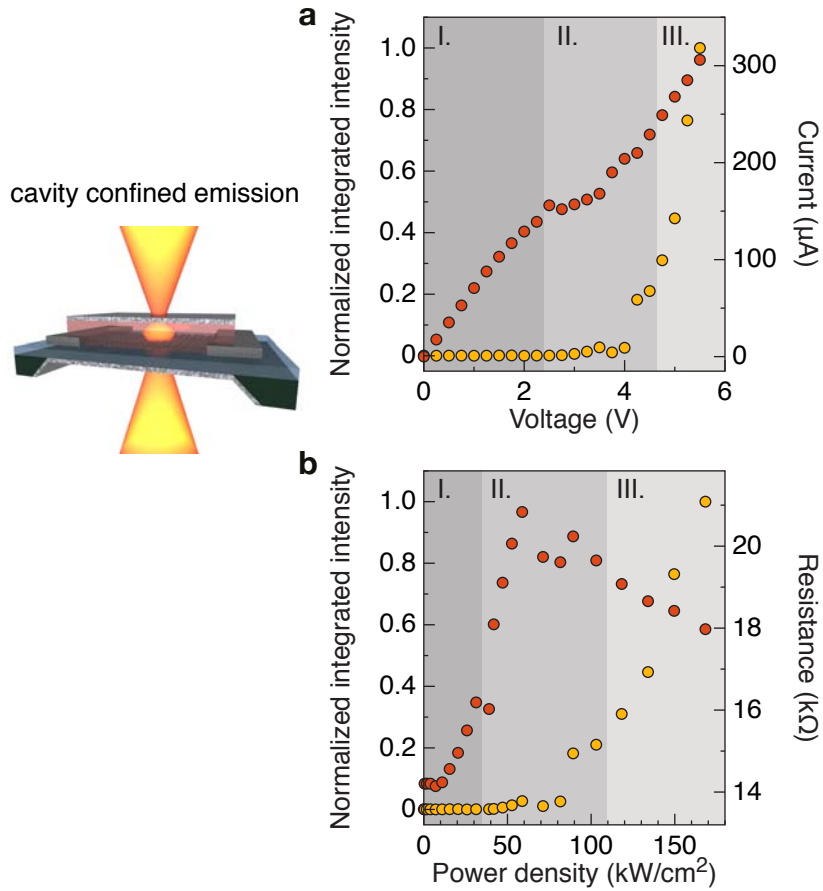 cavity confined emission
a
I.
II.
III.
Normalized integrated intensity
1.0
0.8
0.6
0.4
0.2
0
300
200
100
0
Current (µA)
0
2
4
6
Voltage (V)
b
I.
II.
III.
Normalized integrated intensity
1.0
0.8
0.6
0.4
0.2
0
20
18
16
14
Resistance (kΩ)
0
50
100
150
Power density (kW/cm²)